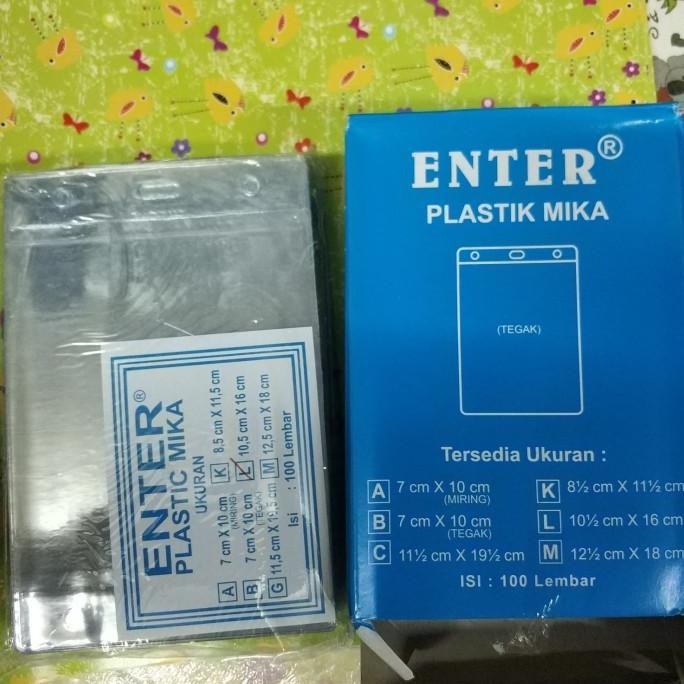 ENTER®
PLASTIC MIKA
UKURAN
A 7 cm X 10 cm (MIRING) K 8,5 cm X 11,5 cm
B 7 cm X 10 cm (TEGAK) L 10,5 cm X 16 cm
G 11,5 cm X 19,5 cm M 12,5 cm X 18 cm
Isi : 100 Lembar
ENTER®
PLASTIK MIKA
(TEGAK)
Tersedia Ukuran :
A 7 cm X 10 cm (MIRING) K 8½ cm X 11½ cm
B 7 cm X 10 cm (TEGAK) L 10½ cm X 16 cm
C 11½ cm X 19½ cm M 12½ cm X 18 cm
ISI : 100 Lembar